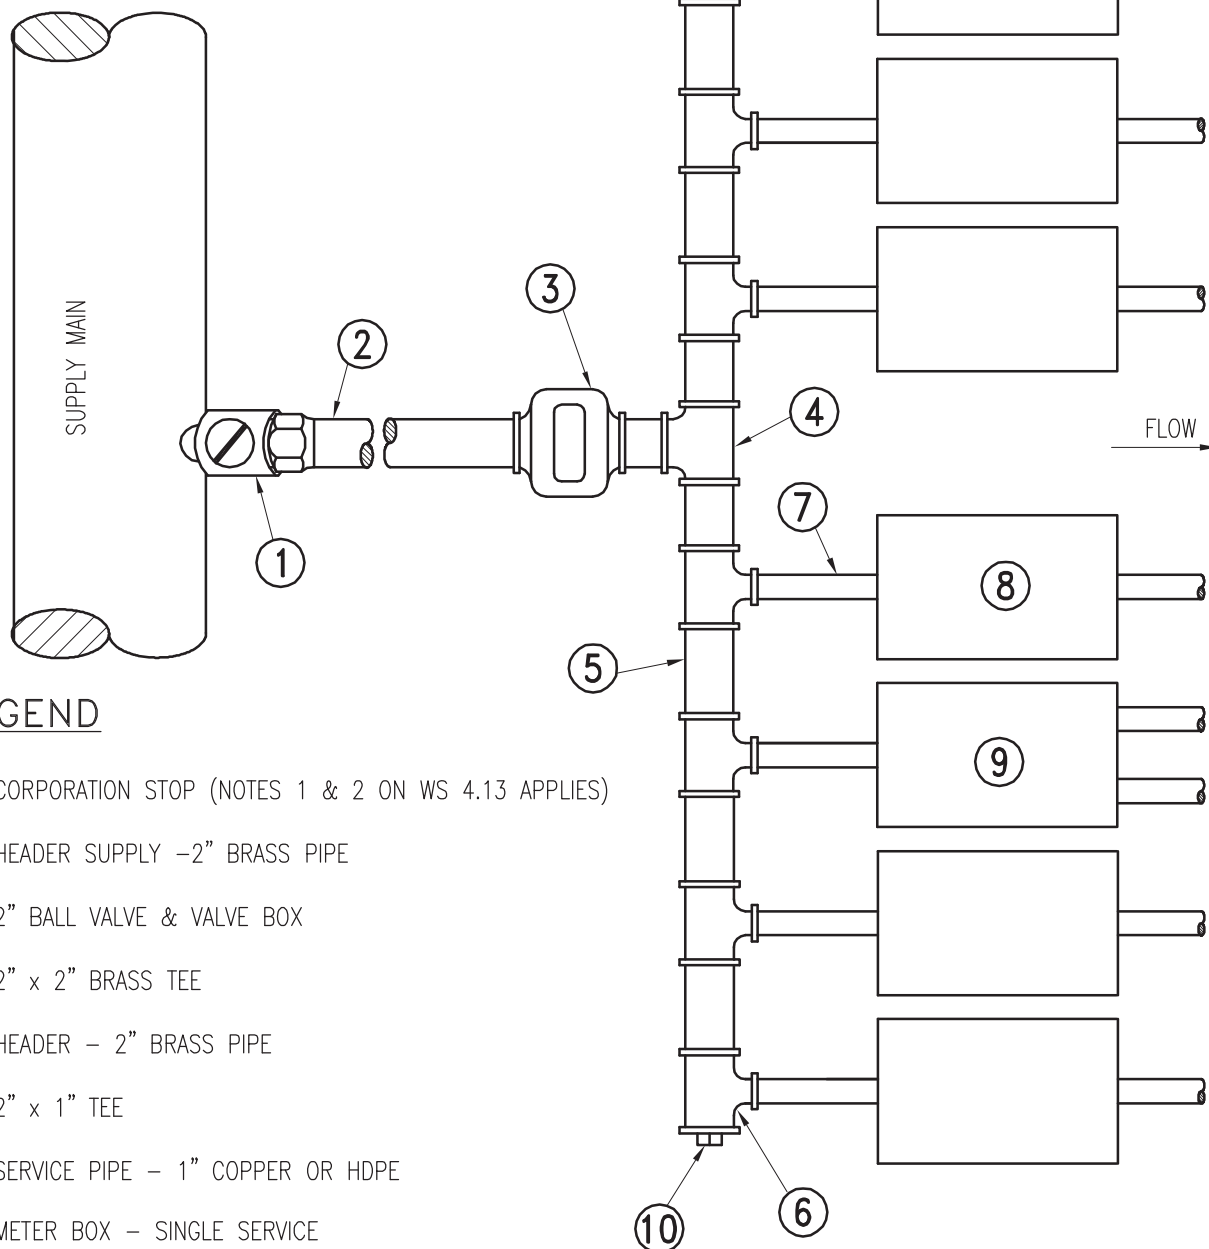 SUPPLY MAIN
3
2
4
FLOW
7
1
8
5
9
6
10
GEND
CORPORATION STOP (NOTES 1 & 2 ON WS 4.13 APPLIES)
HEADER SUPPLY –2" BRASS PIPE
2" BALL VALVE & VALVE BOX
2" x 2" BRASS TEE
HEADER – 2" BRASS PIPE
2" x 1" TEE
SERVICE PIPE – 1" COPPER OR HDPE
METER BOX – SINGLE SERVICE